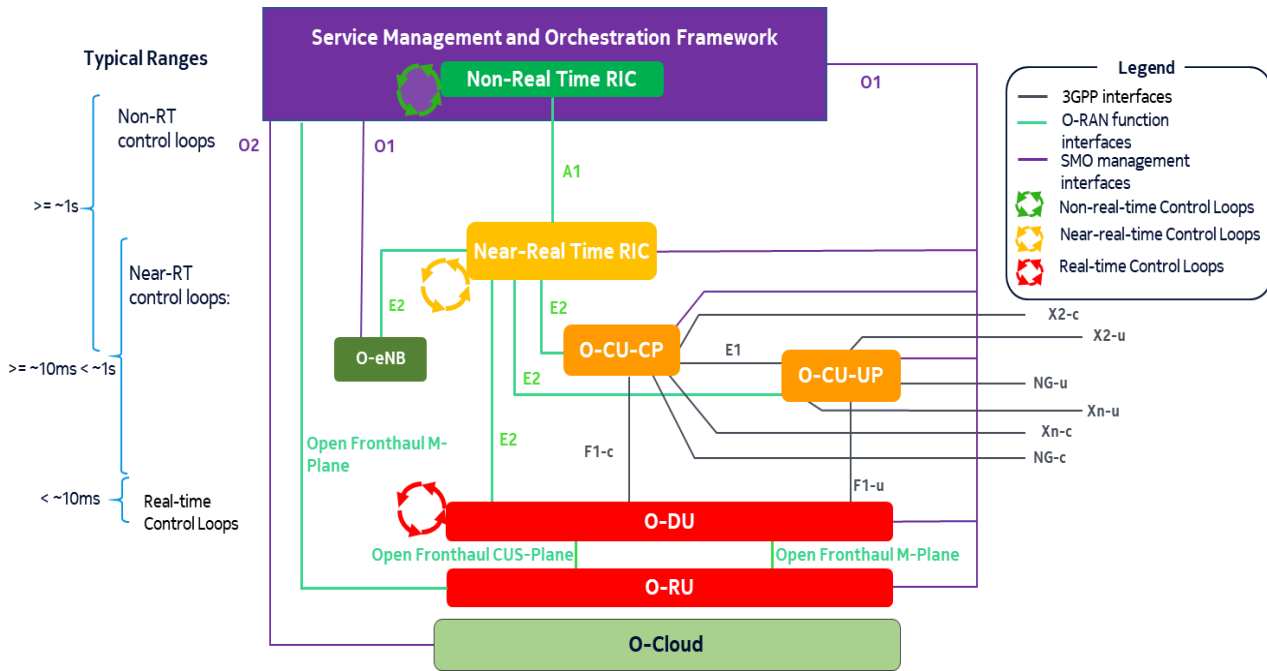 Service Management and Orchestration Framework
Typical Ranges
Non-Real Time RIC
O1
Legend
3GPP interfaces
O-RAN function
interfaces
SMO management
interfaces
Non-real-time Control Loops
Near-real-time Control Loops
Real-time Control Loops
Non-RT
control loops
O2
O1
A1
>= ~1s
Near-RT
control loops:
Near-Real Time RIC
E2
E2
X2-c
X2-u
O-eNB
O-CU-CP
E1
O-CU-UP
>= ~10ms < ~1s
E2
NG-u
Xn-u
Xn-c
NG-c
Open Fronthaul M-
Plane
E2
F1-c
F1-u
< ~10ms
Real-time
Control Loops
O-DU
Open Fronthaul CUS-Plane
Open Fronthaul M-Plane
O-RU
O-Cloud